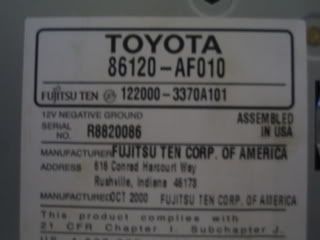 TOYOTA
86120-AF010
FUJITSU TEN 122000-3370A101
12V NEGATIVE GROUND ASSEMBLED
SERIAL NO. R8820086 IN USA
MANUFACTURER FUJITSU TEN CORP. OF AMERICA
ADDRESS 616 Conrad Harcourt Way
Rushville, Indiana 46173
MANUFACTURED OCT 2000 FUJITSU TEN CORP. OF AMERICA
This product complies with
21 CFR Chapter I, Subchapter J.